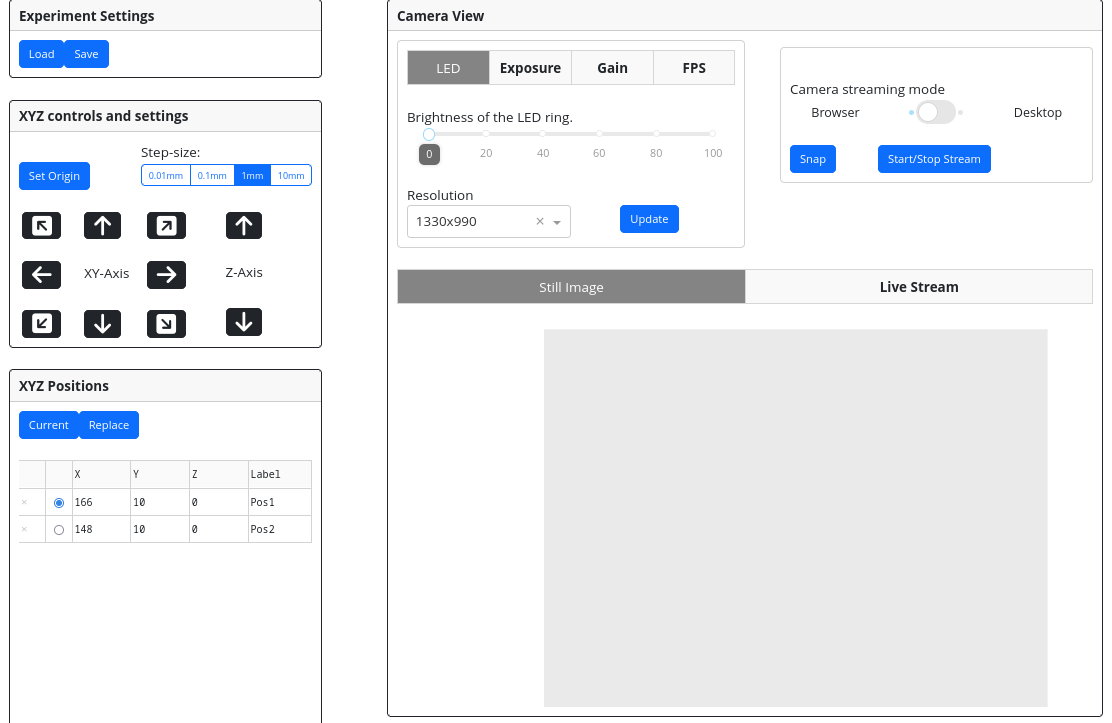 Experiment Settings
Load Save
XYZ controls and settings
Step-size:
Set Origin
0.01mm 0.1mm 1mm 10mm
XY-Axis
Z-Axis
XYZ Positions
Current Replace
X Y Z Label
× 166 10 0 Pos1
× 148 10 0 Pos2
Camera View
LED Exposure Gain FPS
Brightness of the LED ring.
0 20 40 60 80 100
Resolution
1330x990 ×
Update
Camera streaming mode
Browser Desktop
Snap Start/Stop Stream
Still Image Live Stream